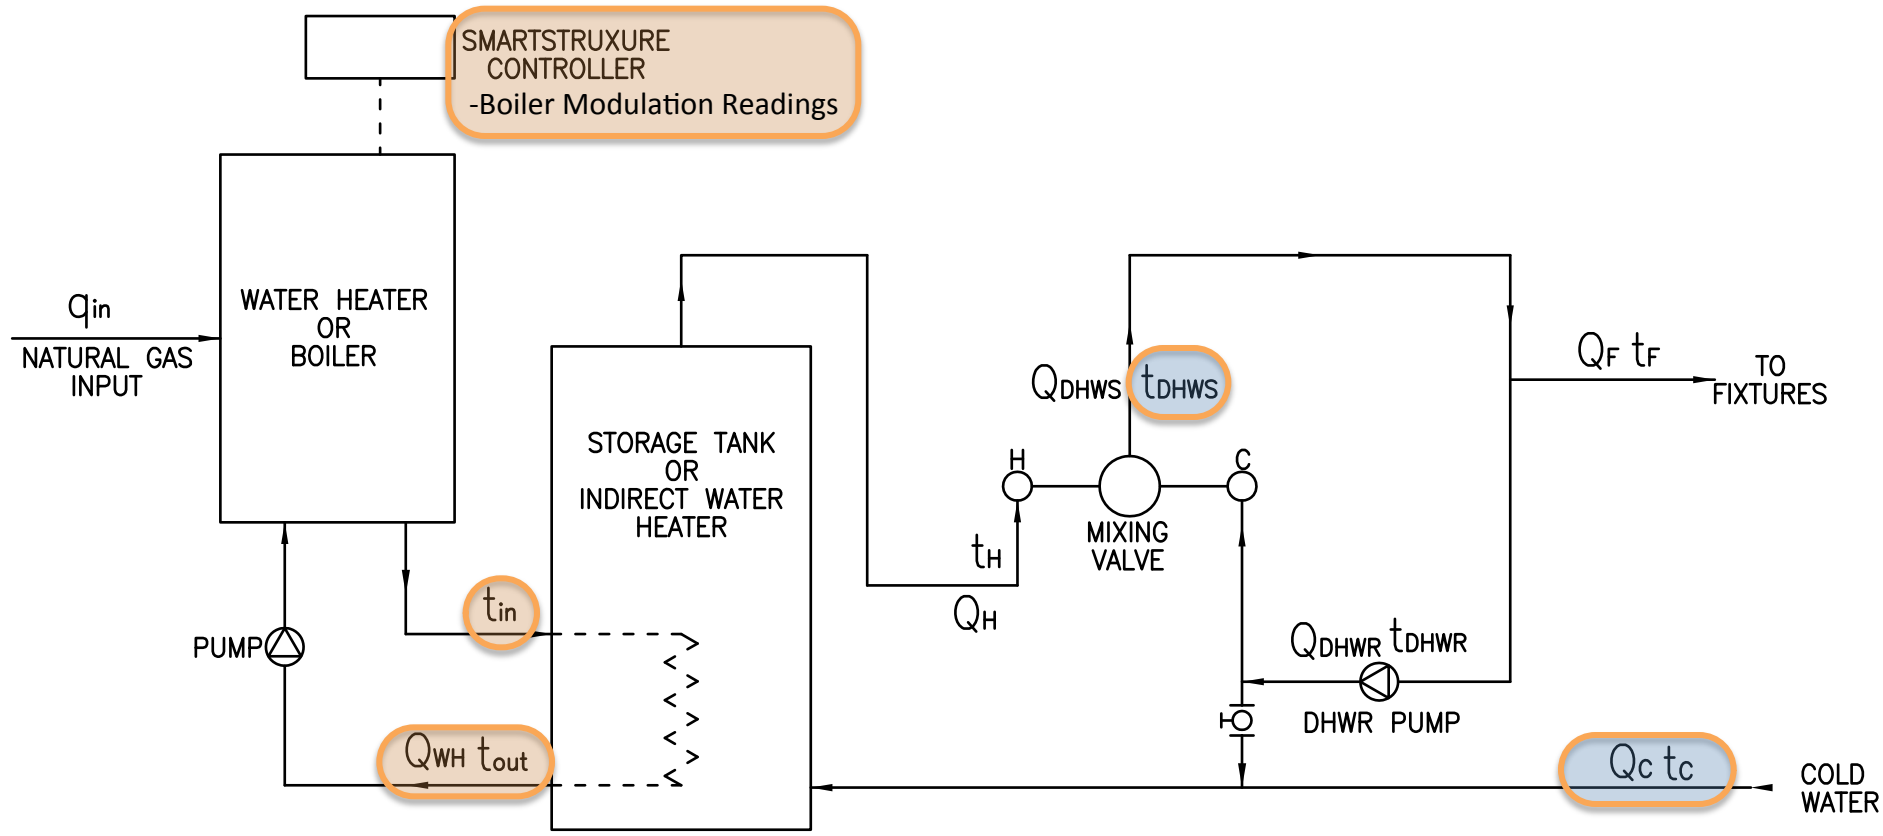 SMARTSTRUXURE
CONTROLLER
-Boiler Modulation Readings
qin
NATURAL GAS
INPUT
WATER HEATER
OR
BOILER
QF tF
TO
FIXTURES
QDHWS tDHWS
STORAGE TANK
OR
INDIRECT WATER
HEATER
H
C
MIXING
VALVE
tH
QH
tin
PUMP
QDHWR tDHWR
DHWR PUMP
QWH tout
QC tC
COLD
WATER